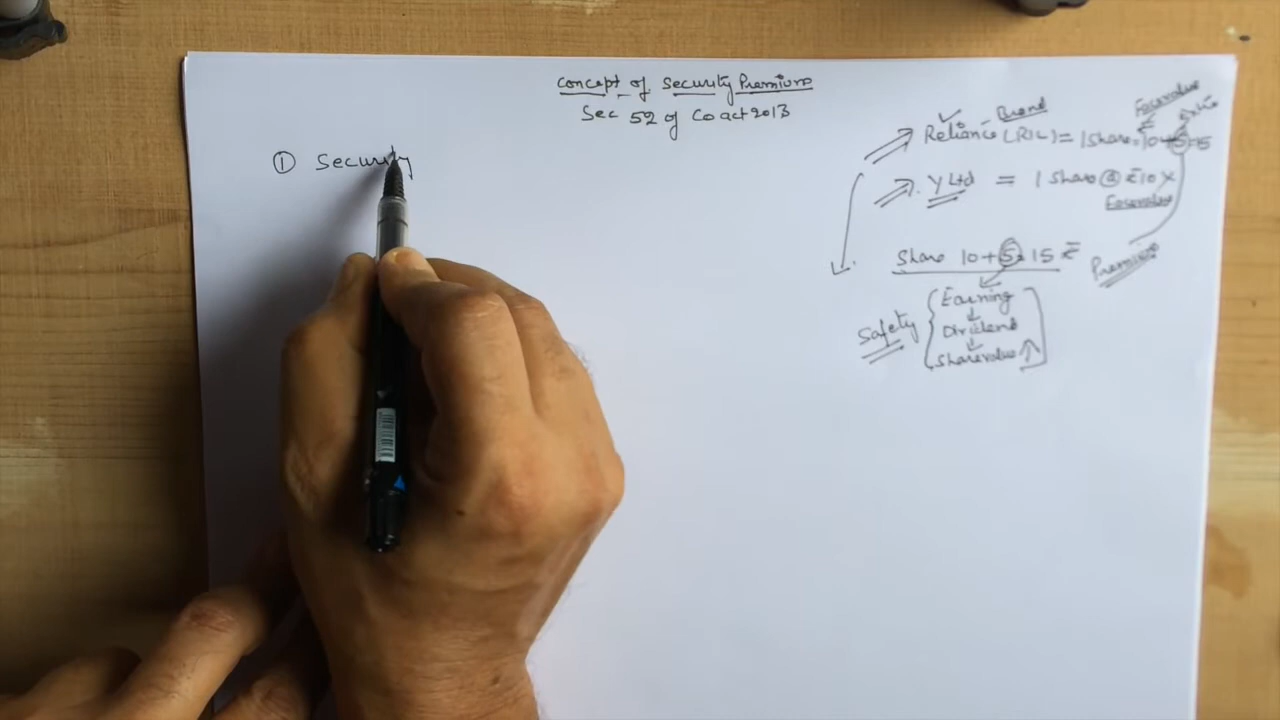 Concept of Security Premium
Sec 52 of Co act 2013
① Security
Brand
Facevalue
Extra
Reliance (RIL) = 1 Share = 10 + 5 = 15
Y Ltd = 1 Share @ ₹10 X
Facevalue
Share 10+5=15 ₹
Premium
Safety
Earning
Dividend
Sharevalue ↑